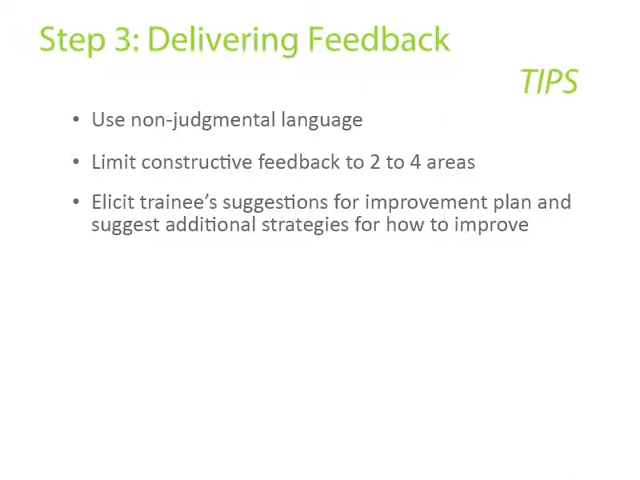 Step 3: Delivering Feedback
TIPS
• Use non-judgmental language
• Limit constructive feedback to 2 to 4 areas
• Elicit trainee’s suggestions for improvement plan and
suggest additional strategies for how to improve